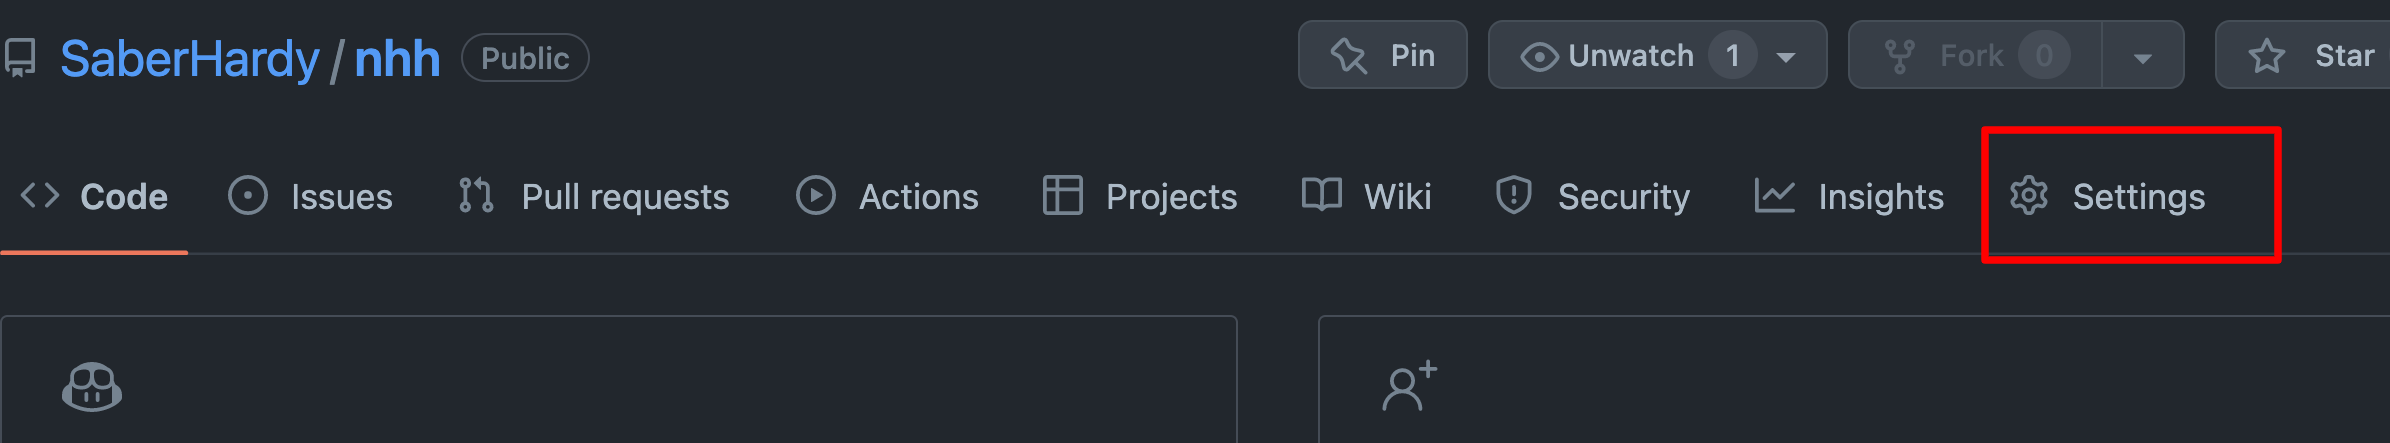 SaberHardy / nhh Public Pin Unwatch 1 Fork 0 Star
Code Issues Pull requests Actions Projects Wiki Security Insights Settings